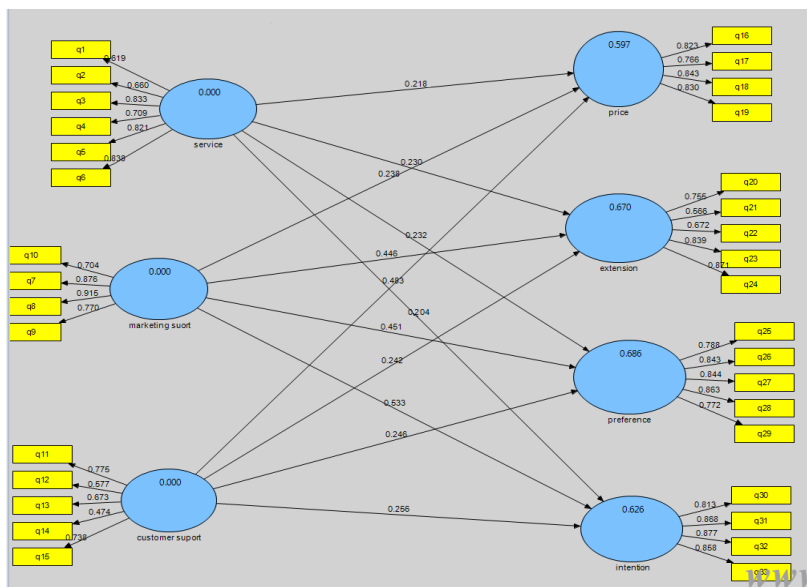 q1
0.619
q2
0.660
q3
0.833
q4
0.709
q5
0.821
q6
0.838
0.000
service
q10
0.704
q7
0.876
q8
0.915
q9
0.770
0.000
marketing suort
q11
0.775
q12
0.577
q13
0.673
q14
0.474
q15
0.738
0.000
customer suport
0.218
0.230
0.238
0.232
0.446
0.483
0.204
0.451
0.242
0.533
0.246
0.256
0.597
price
0.823
q16
0.766
q17
0.843
q18
0.830
q19
0.670
extension
0.755
q20
0.566
q21
0.672
q22
0.839
q23
0.871
q24
0.686
preference
0.788
q25
0.843
q26
0.844
q27
0.863
q28
0.772
q29
0.626
intention
0.813
q30
0.868
q31
0.877
q32
0.858
q33
www